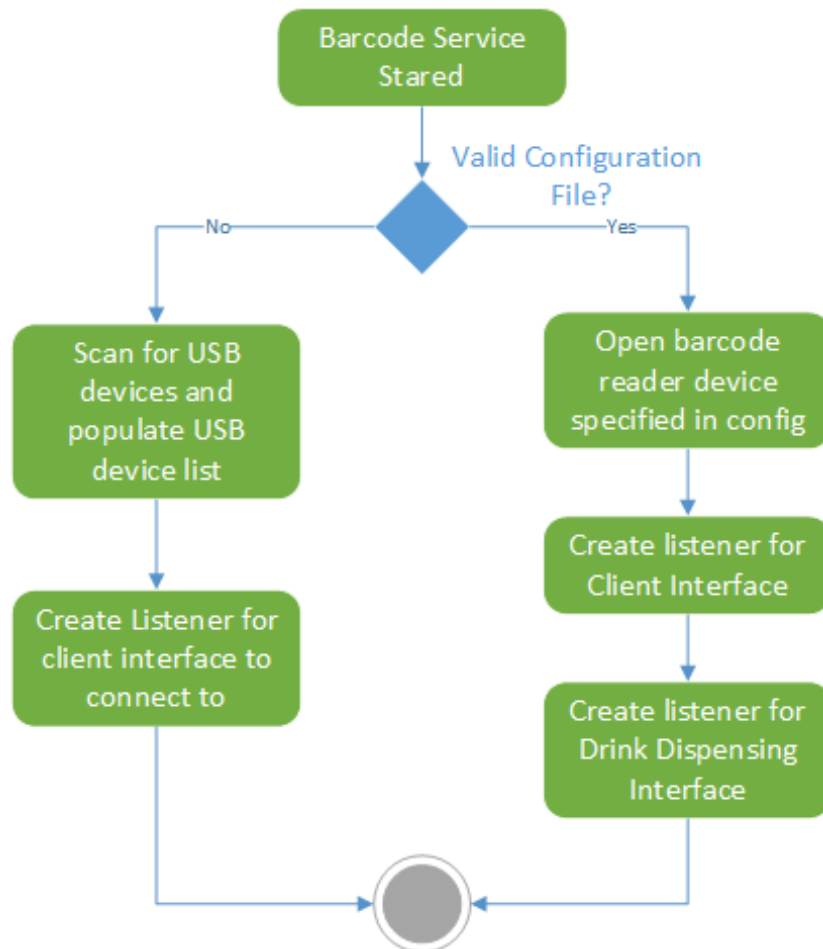 Barcode Service
Stared
Valid Configuration
File?
No
Yes
Scan for USB
devices and
populate USB
device list
Open barcode
reader device
specified in config
Create listener for
Client Interface
Create Listener for
client interface to
connect to
Create listener for
Drink Dispensing
Interface